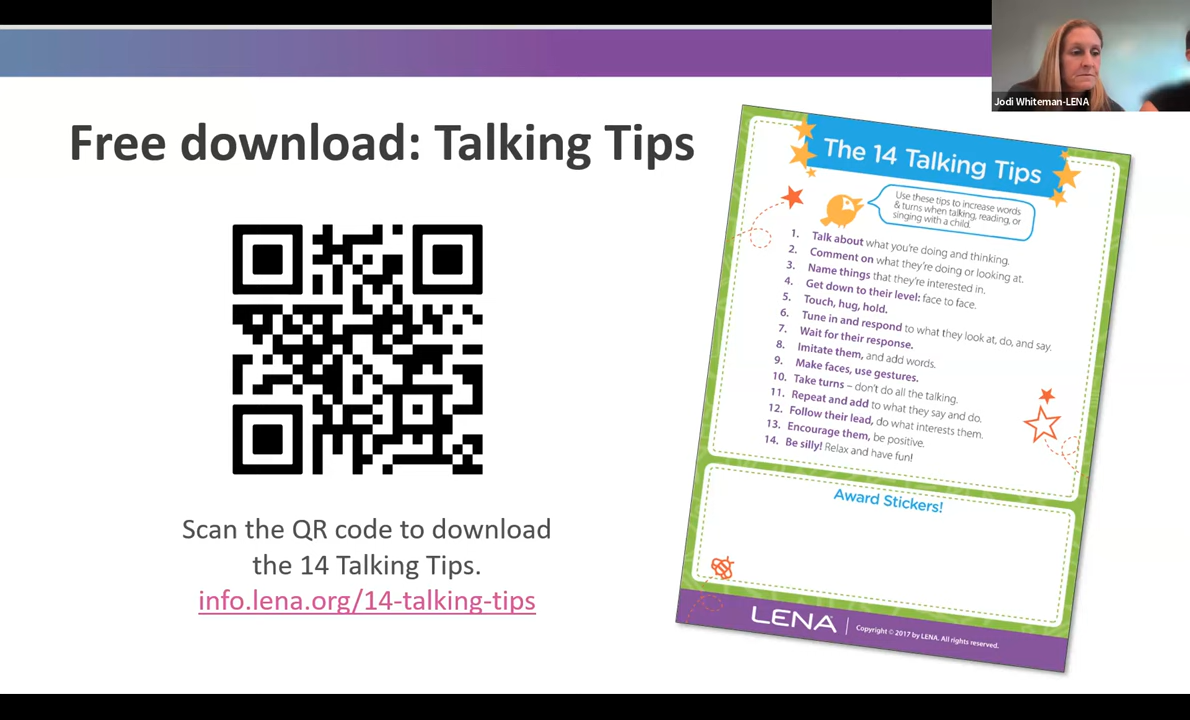 Jodi Whiteman-LENA
Free download: Talking Tips
Scan the QR code to download
the 14 Talking Tips.
info.lena.org/14-talking-tips
The 14 Talking Tips
Use these tips to increase words
& turns when talking, reading, or
singing with a child.
1. Talk about what you're doing and thinking.
2. Comment on what they're doing or looking at.
3. Name things that they're interested in.
4. Get down to their level: face to face.
5. Touch, hug, hold.
6. Tune in and respond to what they look at, do, and say.
7. Wait for their response.
8. Imitate them, and add words.
9. Make faces, use gestures.
10. Take turns – don't do all the talking.
11. Repeat and add to what they say and do.
12. Follow their lead, do what interests them.
13. Encourage them, be positive.
14. Be silly! Relax and have fun!
Award Stickers!
LENA
Copyright © 2017 by LENA. All rights reserved.